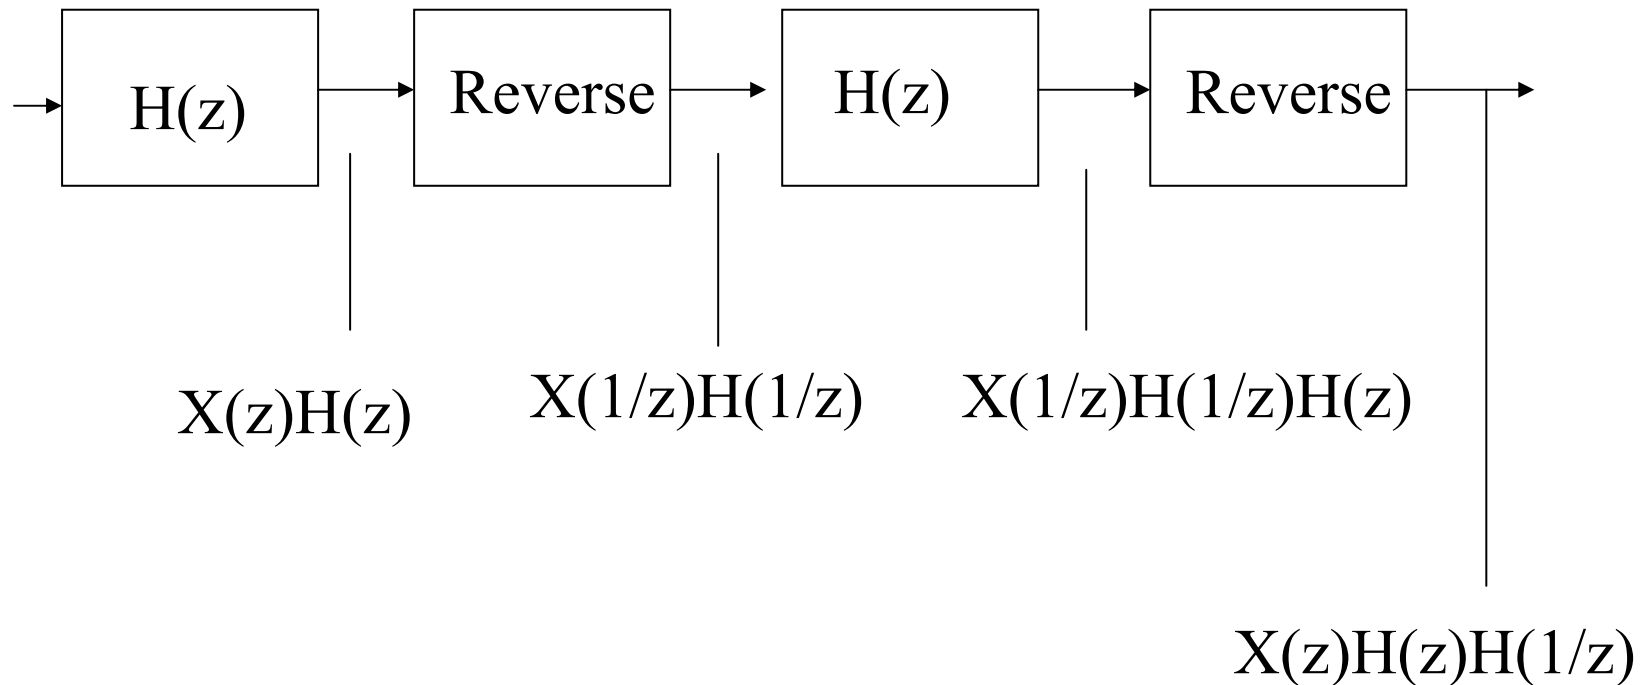 H(z)
Reverse
H(z)
Reverse
X(z)H(z)
X(1/z)H(1/z)
X(1/z)H(1/z)H(z)
X(z)H(z)H(1/z)